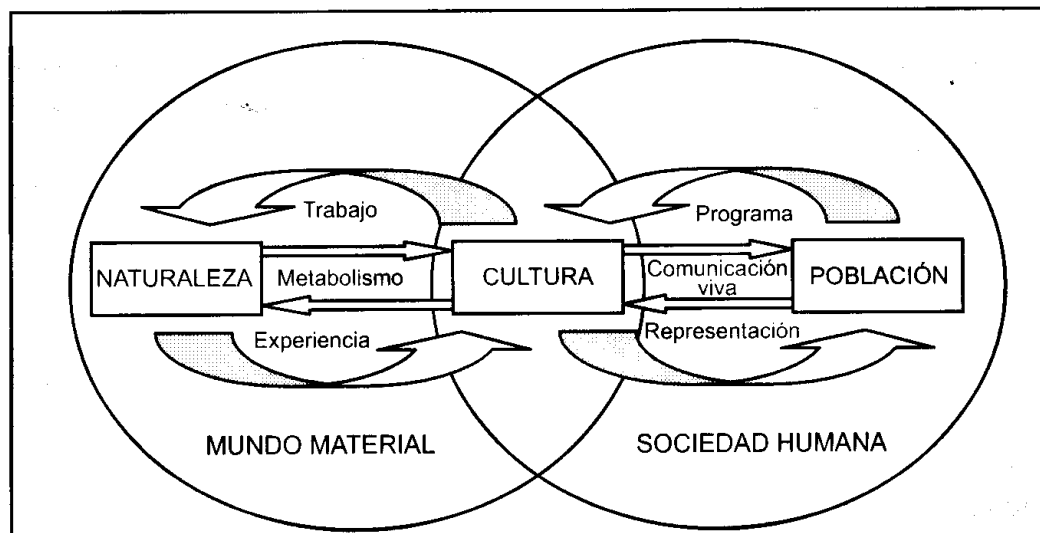 Trabajo
Programa
NATURALEZA
Metabolismo
CULTURA
Comunicación
viva
POBLACIÓN
Experiencia
Representación
MUNDO MATERIAL
SOCIEDAD HUMANA